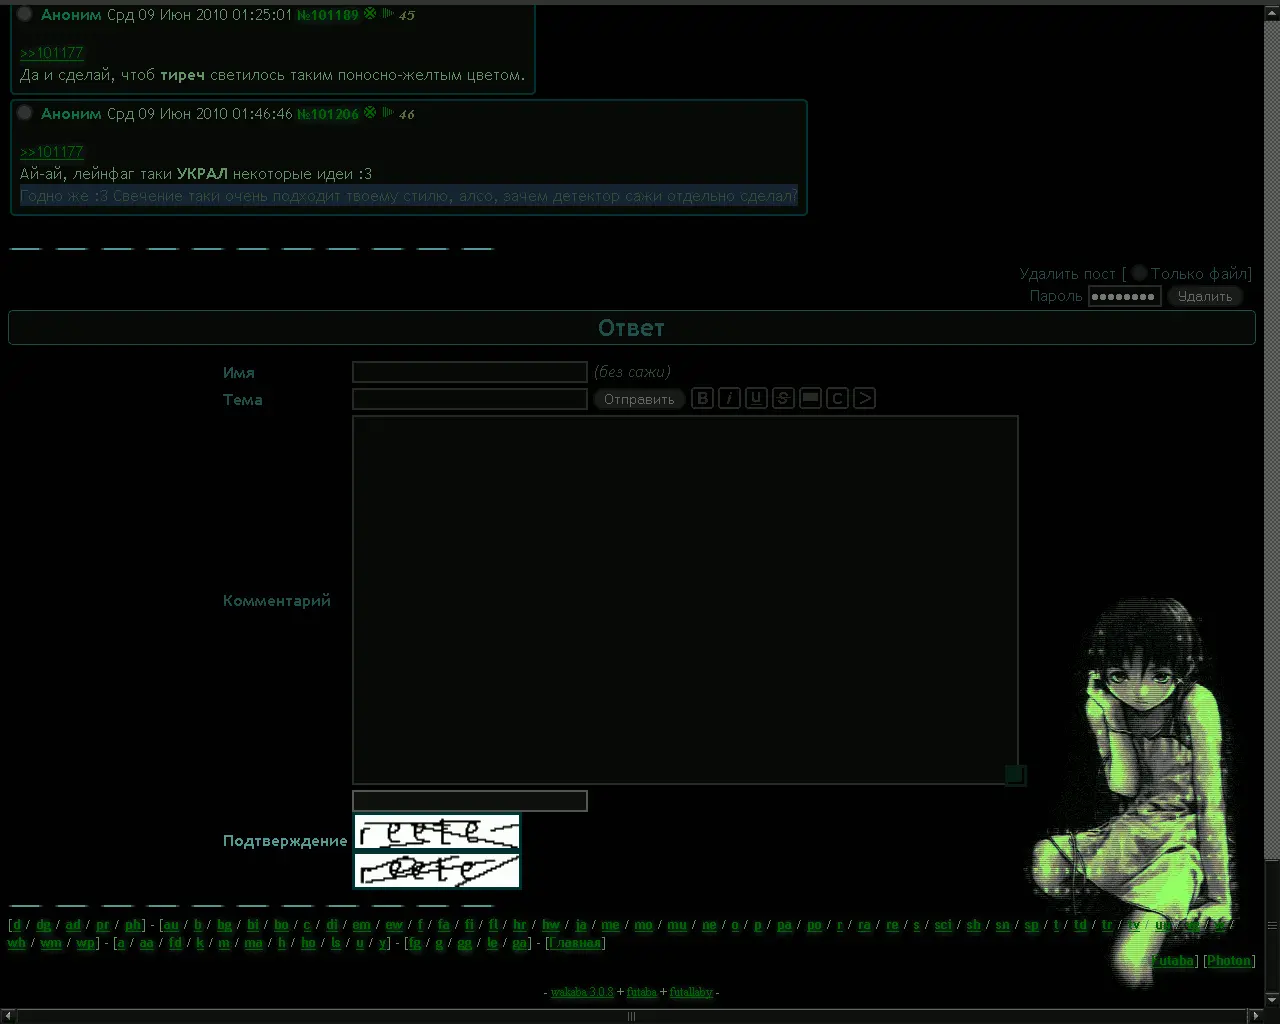 Аноним Срд 09 Июн 2010 01:25:01 №101189 45
>>101177
Да и сделай, чтоб тиреч светилось таким поносно-желтым цветом.
Аноним Срд 09 Июн 2010 01:46:46 №101206 46
>>101177
Ай-ай, лейнфаг таки УКРАЛ некоторые идеи :3
Годно же :3 Свечение таки очень подходит твоему стилю, алсо, зачем детектор сажи отдельно сделал?
Удалить пост [ Только файл]
Пароль •••••••• Удалить
Ответ
Имя (без сажи)
Тема Отправить B i U S C >
Комментарий
Подтверждение reete
reete
[d / dg / ad / pr / ph] - [au / b / bg / bi / bo / c / di / em / ew / f / fa / fi / fl / hr / hw / ja / me / mo / mu / ne / o / p / pa / po / r / ra / re / s / sci / sh / sn / sp / t / td / tr / tv /
wh / wm / wp] - [a / aa / fd / k / m / ma / h / ho / ls / u / y] - [fg / g / gg / le / ga] - [Главная]
Futaba] [Photon]
- wakaba 3.0.8 + futaba + futallaby -